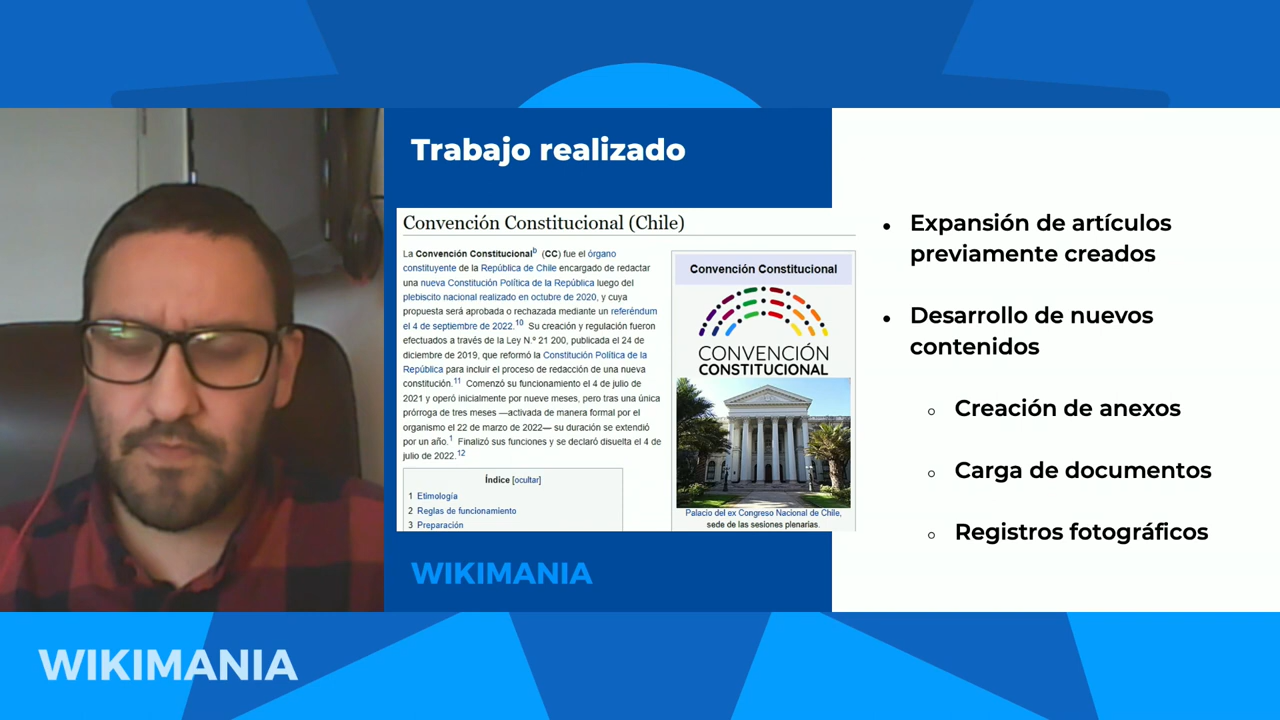 Trabajo realizado
Convención Constitucional (Chile)
La Convención Constitucionalb (CC) fue el órgano
constituyente de la República de Chile encargado de redactar
una nueva Constitución Política de la República luego del
plebiscito nacional realizado en octubre de 2020, y cuya
propuesta será aprobada o rechazada mediante un referéndum
el 4 de septiembre de 2022.10 Su creación y regulación fueron
efectuados a través de la Ley N.º 21 200, publicada el 24 de
diciembre de 2019, que reformó la Constitución Política de la
República para incluir el proceso de redacción de una nueva
constitución.11 Comenzó su funcionamiento el 4 de julio de
2021 y operó inicialmente por nueve meses, pero tras una única
prórroga de tres meses —activada de manera formal por el
organismo el 22 de marzo de 2022— su duración se extendió
por un año.1 Finalizó sus funciones y se declaró disuelta el 4 de
julio de 2022.12
Índice [ocultar]
1 Etimología
2 Reglas de funcionamiento
3 Preparación
Convención Constitucional
CONVENCIÓN
CONSTITUCIONAL
Palacio del ex Congreso Nacional de Chile,
sede de las sesiones plenarias.
• Expansión de artículos
previamente creados
• Desarrollo de nuevos
contenidos
○ Creación de anexos
○ Carga de documentos
○ Registros fotográficos
WIKIMANIA
WIKIMANIA